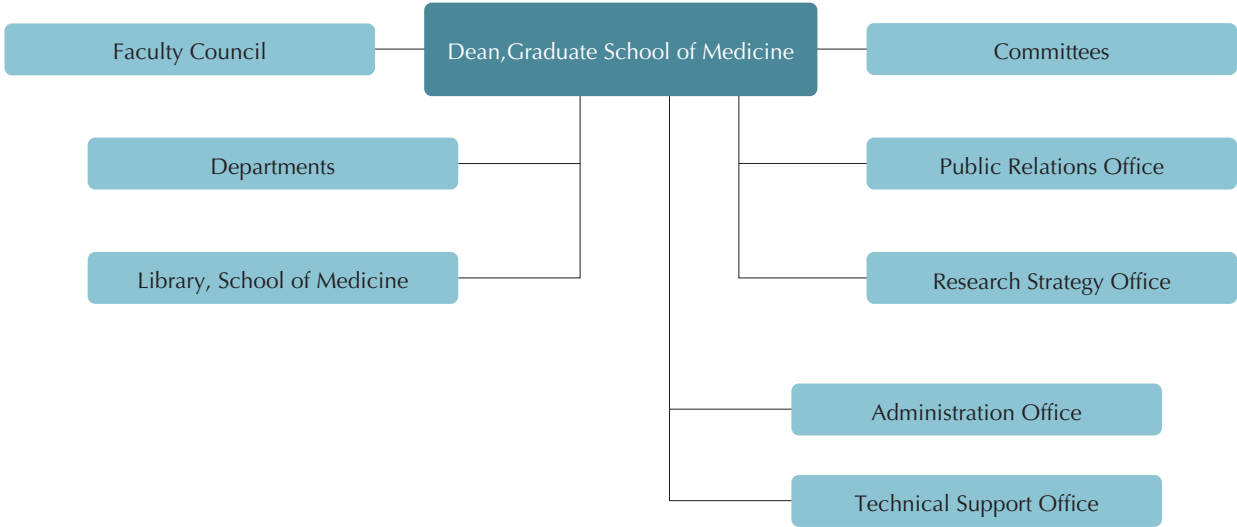 Faculty Council
Dean,Graduate School of Medicine
Committees
Departments
Public Relations Office
Library, School of Medicine
Research Strategy Office
Administration Office
Technical Support Office